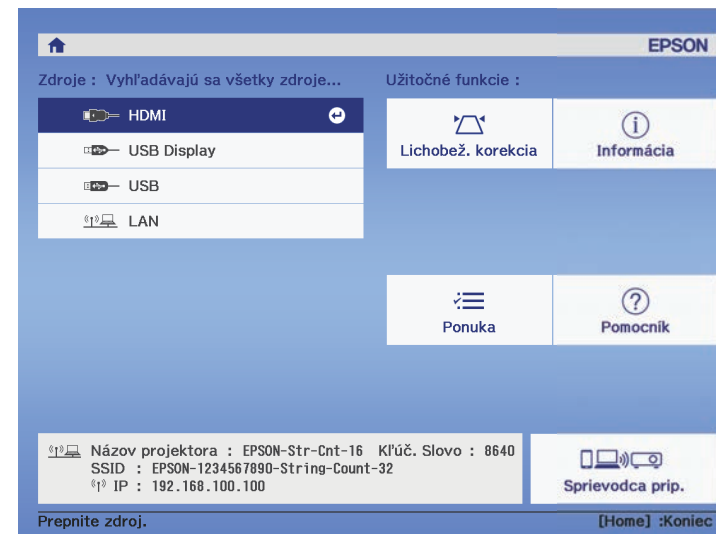 EPSON
Zdroje : Vyhľadávajú sa všetky zdroje...
Užitočné funkcie :
HDMI
USB Display
USB
LAN
Lichobež. korekcia
Informácia
Ponuka
Pomocník
Názov projektora : EPSON-Str-Cnt-16 Kľúč. Slovo : 8640
SSID : EPSON-1234567890-String-Count-32
IP : 192.168.100.100
Sprievodca prip.
Prepnite zdroj.
[Home] :Koniec